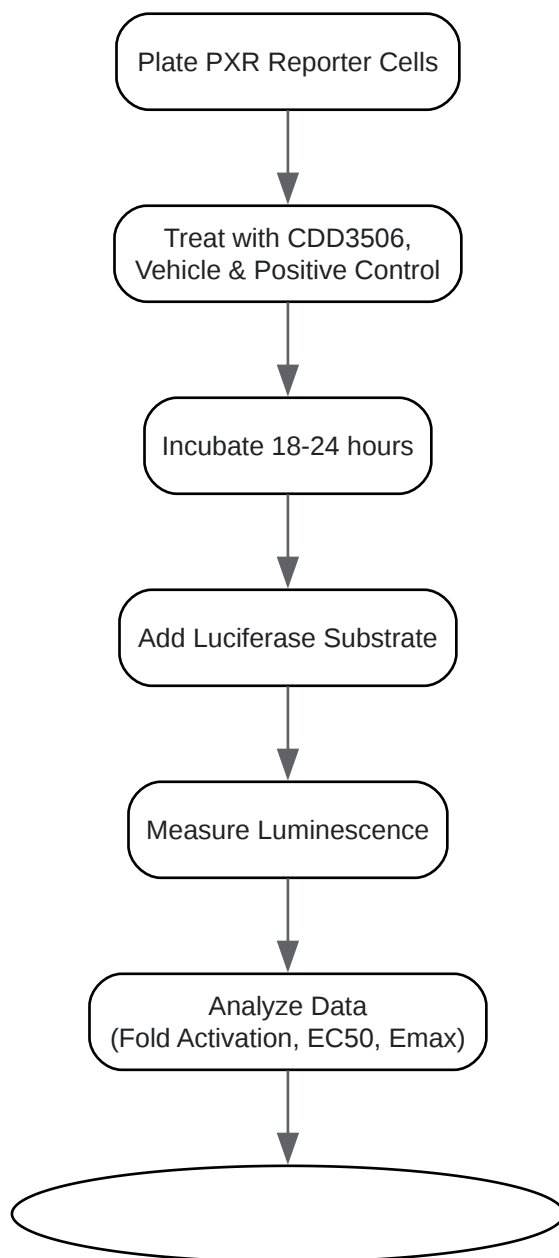 Plate PXR Reporter Cells
Treat with CDD3506,
Vehicle & Positive Control
Incubate 18-24 hours
Add Luciferase Substrate
Measure Luminescence
Analyze Data
(Fold Activation, EC50, Emax)